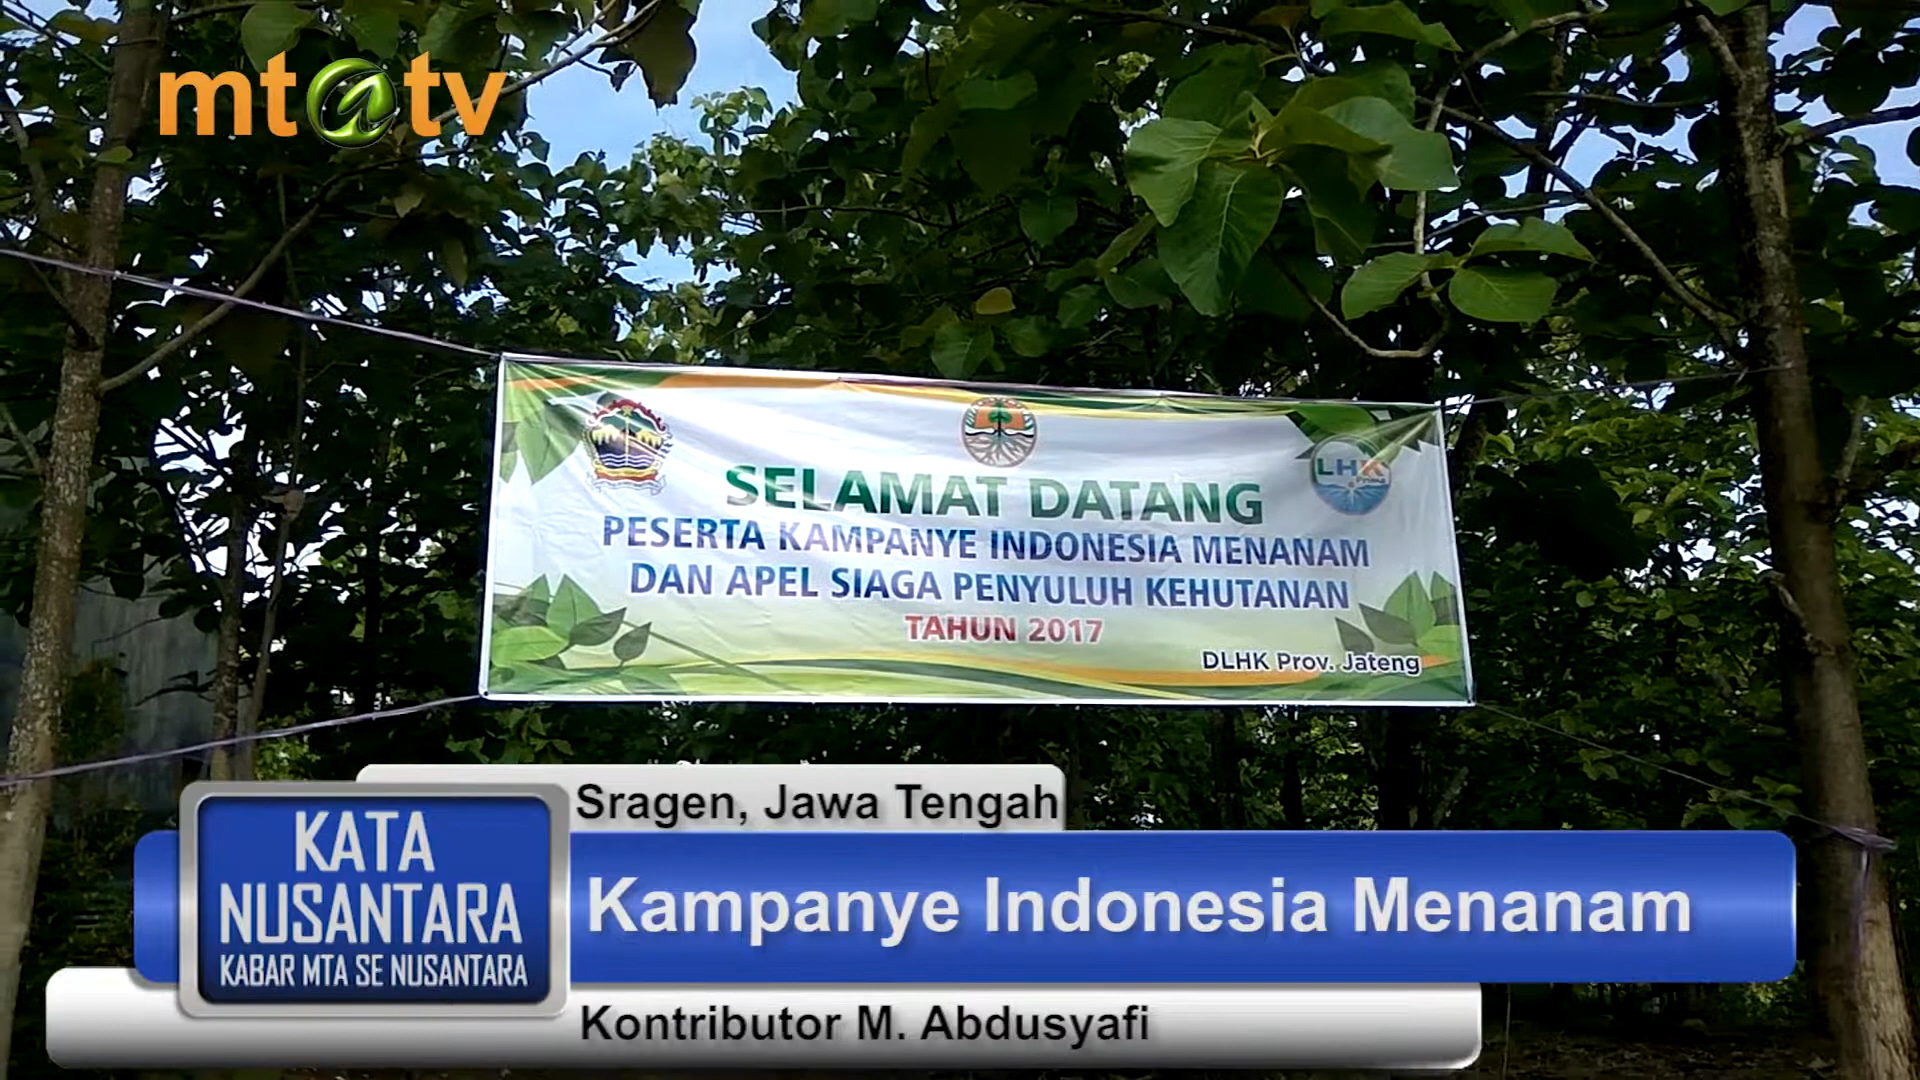 mt@tv
LHK
SELAMAT DATANG
PESERTA KAMPANYE INDONESIA MENANAM
DAN APEL SIAGA PENYULUH KEHUTANAN
TAHUN 2017
DLHK Prov. Jateng
Sragen, Jawa Tengah
KATA
NUSANTARA
KABAR MTA SE NUSANTARA
Kampanye Indonesia Menanam
Kontributor M. Abdusyafi